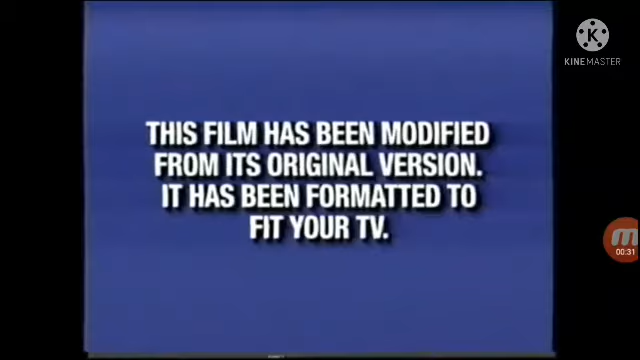 KINEMASTER
THIS FILM HAS BEEN MODIFIED
FROM ITS ORIGINAL VERSION.
IT HAS BEEN FORMATTED TO
FIT YOUR TV.
00:31